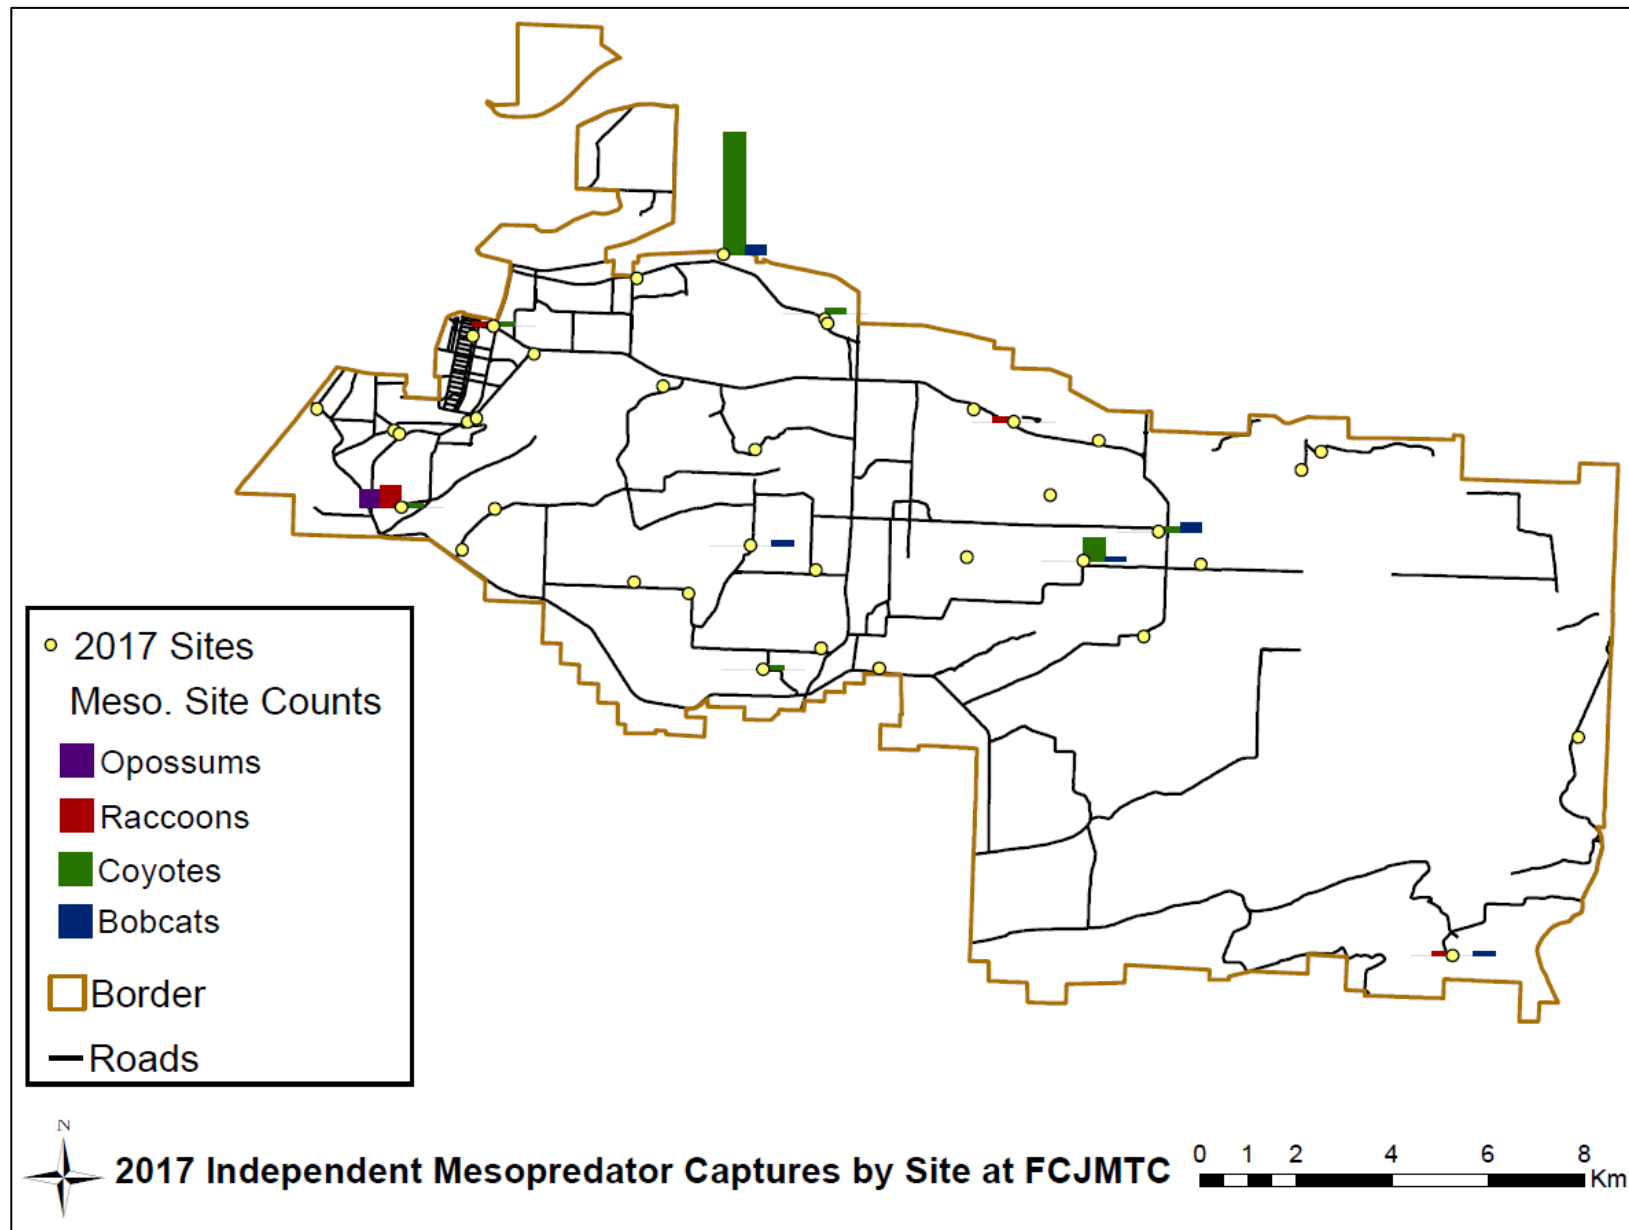 2017 Sites
Meso. Site Counts
Opossums
Raccoons
Coyotes
Bobcats
Border
Roads
N
2017 Independent Mesopredator Captures by Site at FCJMTC
0 1 2 4 6 8
Km